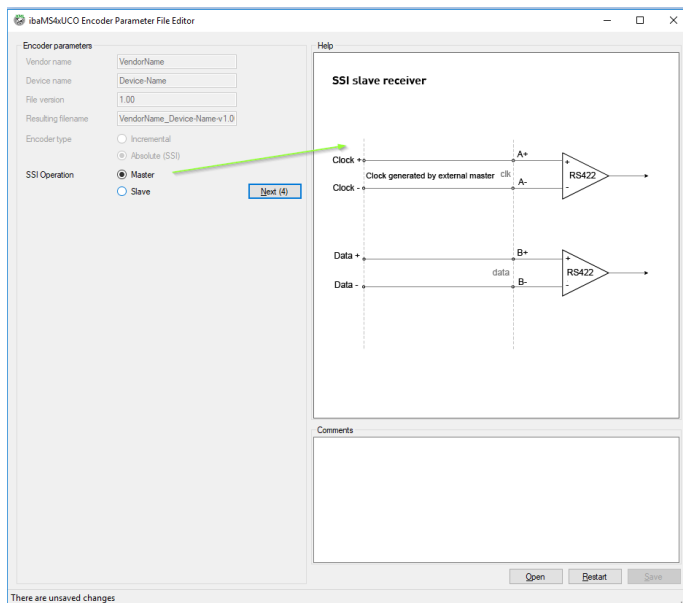 ibaMS4xUCO Encoder Parameter File Editor
Encoder parameters
Vendor name
VendorName
Device name
Device-Name
File version
1.00
Resulting filename
VendorName_Device-Name-v1.0
Encoder type
Incremental
Absolute (SSI)
SSI Operation
Master
Slave
Next (4)
Help
SSI slave receiver
Clock +
A+
+
RS422
Clock generated by external master
clk
A-
Clock -
-
Data +
B+
+
RS422
data
B-
Data -
-
Comments
Open
Restart
Save
There are unsaved changes